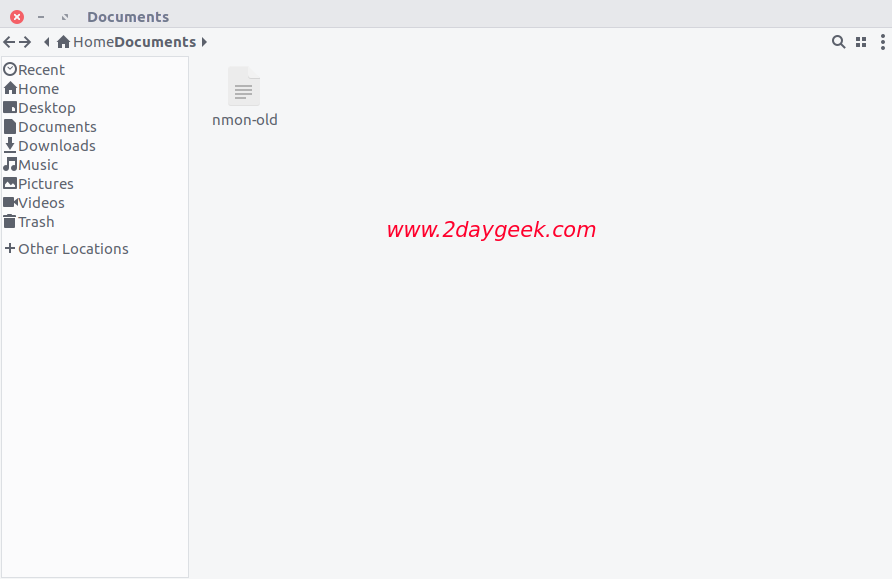 Documents
Home Documents
Recent
Home
Desktop
Documents
Downloads
Music
Pictures
Videos
Trash
Other Locations
nmon-old
www.2daygeek.com